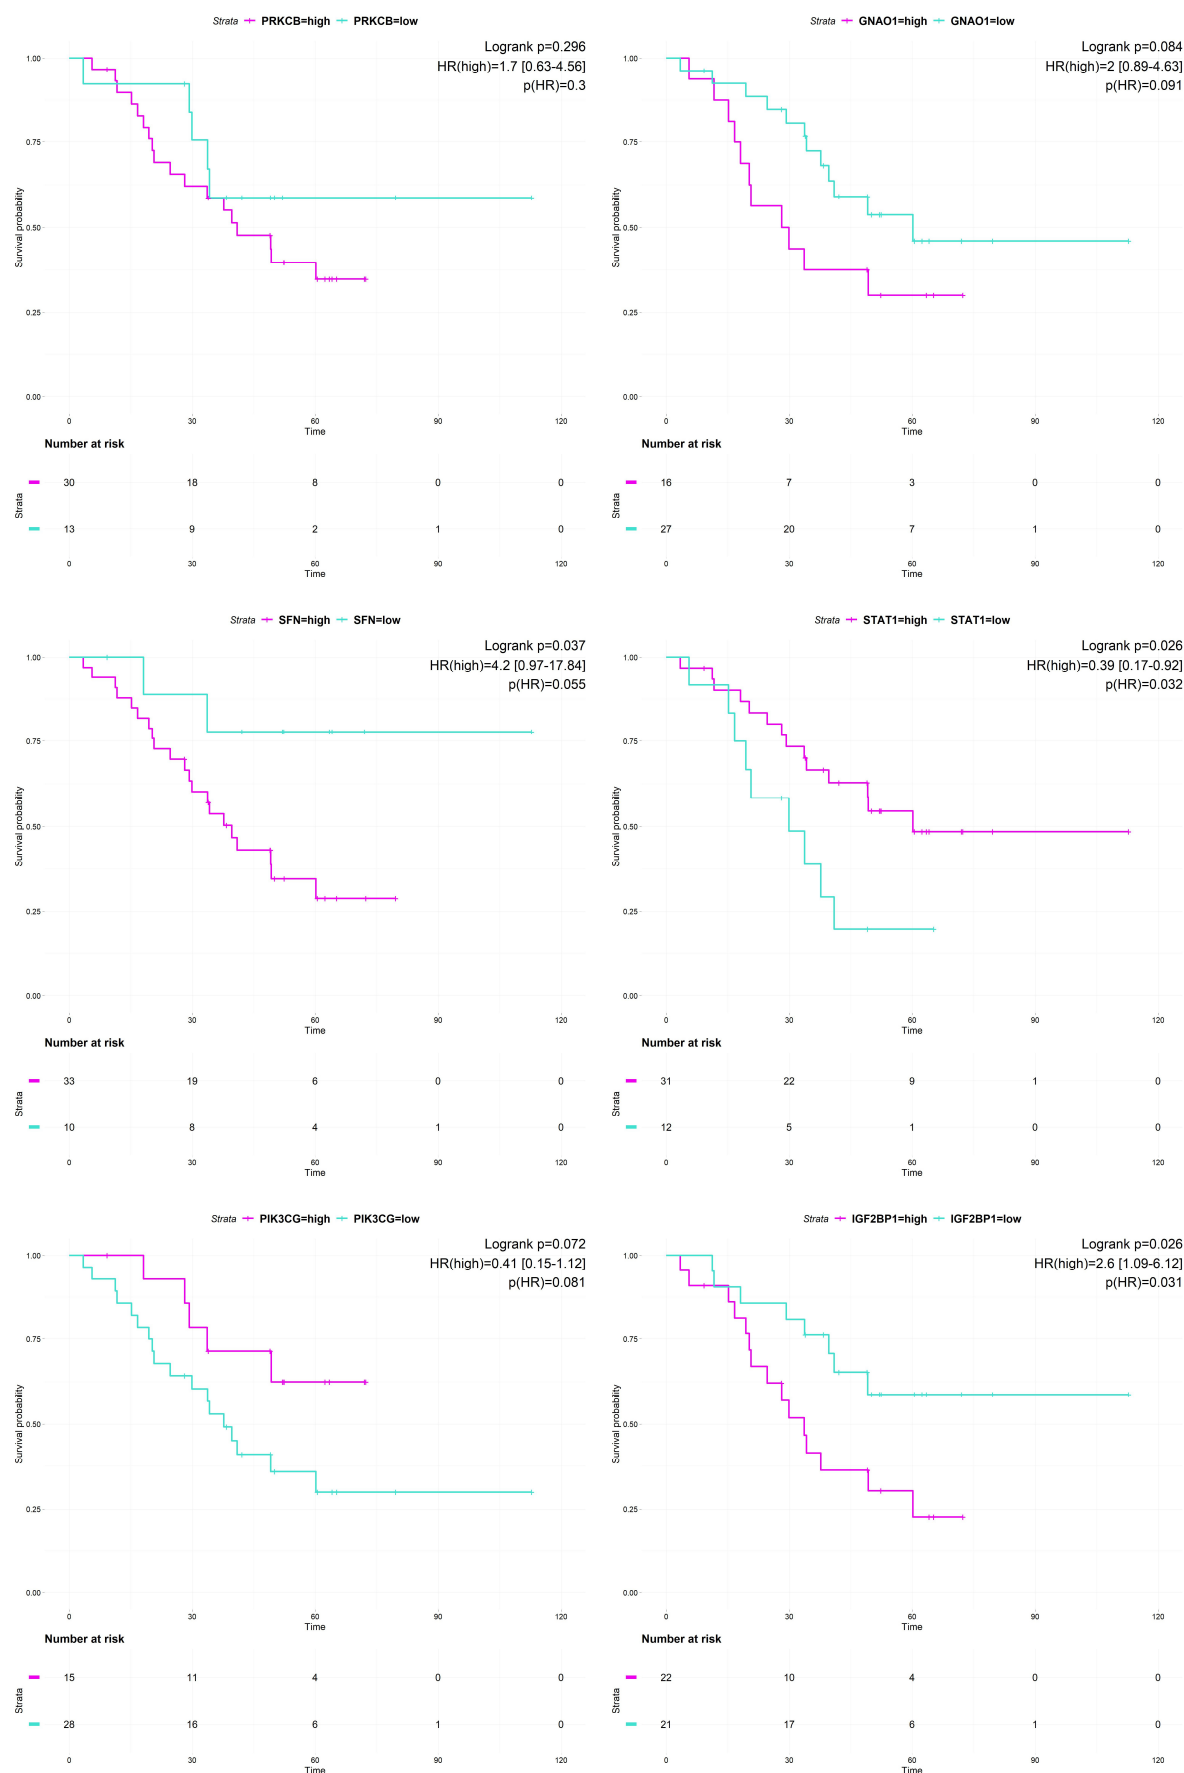 Strata PRKCB=high PRKCB=low
Logrank p=0.296
HR(high)=1.7 [0.63-4.56]
p(HR)=0.3
1.00
0.75
0.50
0.25
0.00
Survival probability
0 30 60 90 120
Time
Number at risk
Strata
30 18 8 0 0
13 9 2 1 0
0 30 60 90 120
Time
Strata GNAO1=high GNAO1=low
Logrank p=0.084
HR(high)=2 [0.89-4.63]
p(HR)=0.091
1.00
0.75
0.50
0.25
0.00
Survival probability
0 30 60 90 120
Time
Number at risk
Strata
16 7 3 0 0
27 20 7 1 0
0 30 60 90 120
Time
Strata SFN=high SFN=low
Logrank p=0.037
HR(high)=4.2 [0.97-17.84]
p(HR)=0.055
1.00
0.75
0.50
0.25
0.00
Survival probability
0 30 60 90 120
Time
Number at risk
Strata
33 19 6 0 0
10 8 4 1 0
0 30 60 90 120
Time
Strata STAT1=high STAT1=low
Logrank p=0.026
HR(high)=0.39 [0.17-0.92]
p(HR)=0.032
1.00
0.75
0.50
0.25
0.00
Survival probability
0 30 60 90 120
Time
Number at risk
Strata
31 22 9 1 0
12 5 1 0 0
0 30 60 90 120
Time
Strata PIK3CG=high PIK3CG=low
Logrank p=0.072
HR(high)=0.41 [0.15-1.12]
p(HR)=0.081
1.00
0.75
0.50
0.25
0.00
Survival probability
0 30 60 90 120
Time
Number at risk
Strata
15 11 4 0 0
28 16 6 1 0
0 30 60 90 120
Time
Strata IGF2BP1=high IGF2BP1=low
Logrank p=0.026
HR(high)=2.6 [1.09-6.12]
p(HR)=0.031
1.00
0.75
0.50
0.25
0.00
Survival probability
0 30 60 90 120
Time
Number at risk
Strata
22 10 4 0 0
21 17 6 1 0
0 30 60 90 120
Time